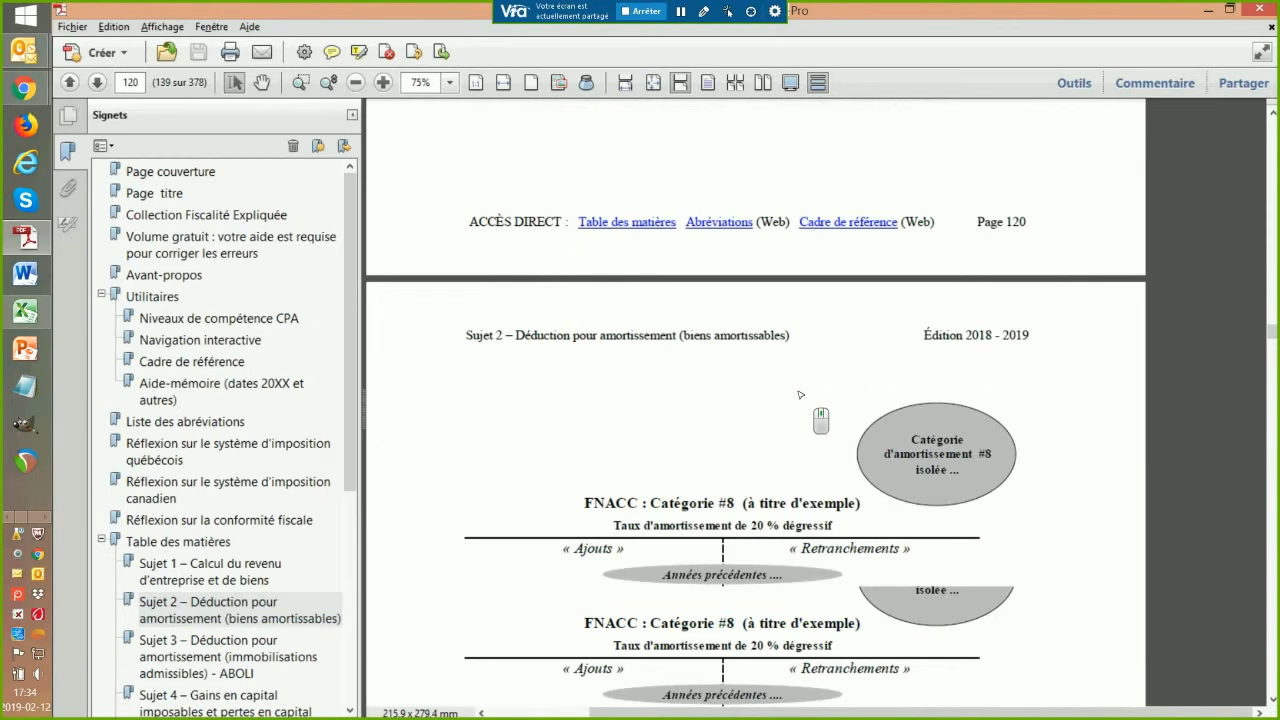 Votre écran est
actuellement partagé
Arrêter
Pro
Fichier Edition Affichage Fenêtre Aide
Créer
120 (139 sur 378) 75% Outils Commentaire Partager
Signets
Page couverture
Page titre
Collection Fiscalité Expliquée
Volume gratuit : votre aide est requise
pour corriger les erreurs
Avant-propos
Utilitaires
Niveaux de compétence CPA
Navigation interactive
Cadre de référence
Aide-mémoire (dates 20XX et
autres)
Liste des abréviations
Réflexion sur le système d'imposition
québécois
Réflexion sur le système d'imposition
canadien
Réflexion sur la conformité fiscale
Table des matières
Sujet 1 – Calcul du revenu
d'entreprise et de biens
Sujet 2 – Déduction pour
amortissement (biens amortissables)
Sujet 3 – Déduction pour
amortissement (immobilisations
admissibles) - ABOLI
Sujet 4 – Gains en capital
imposables et pertes en capital
ACCÈS DIRECT : Table des matières Abréviations (Web) Cadre de référence (Web) Page 120
Sujet 2 – Déduction pour amortissement (biens amortissables) Édition 2018 - 2019
Catégorie
d'amortissement #8
isolée ...
FNACC : Catégorie #8 (à titre d'exemple)
Taux d'amortissement de 20 % dégressif
« Ajouts » « Retranchements »
Années précédentes ....
isolée ...
FNACC : Catégorie #8 (à titre d'exemple)
Taux d'amortissement de 20 % dégressif
« Ajouts » « Retranchements »
Années précédentes ....
215,9 x 279,4 mm
17:34
2019-02-12